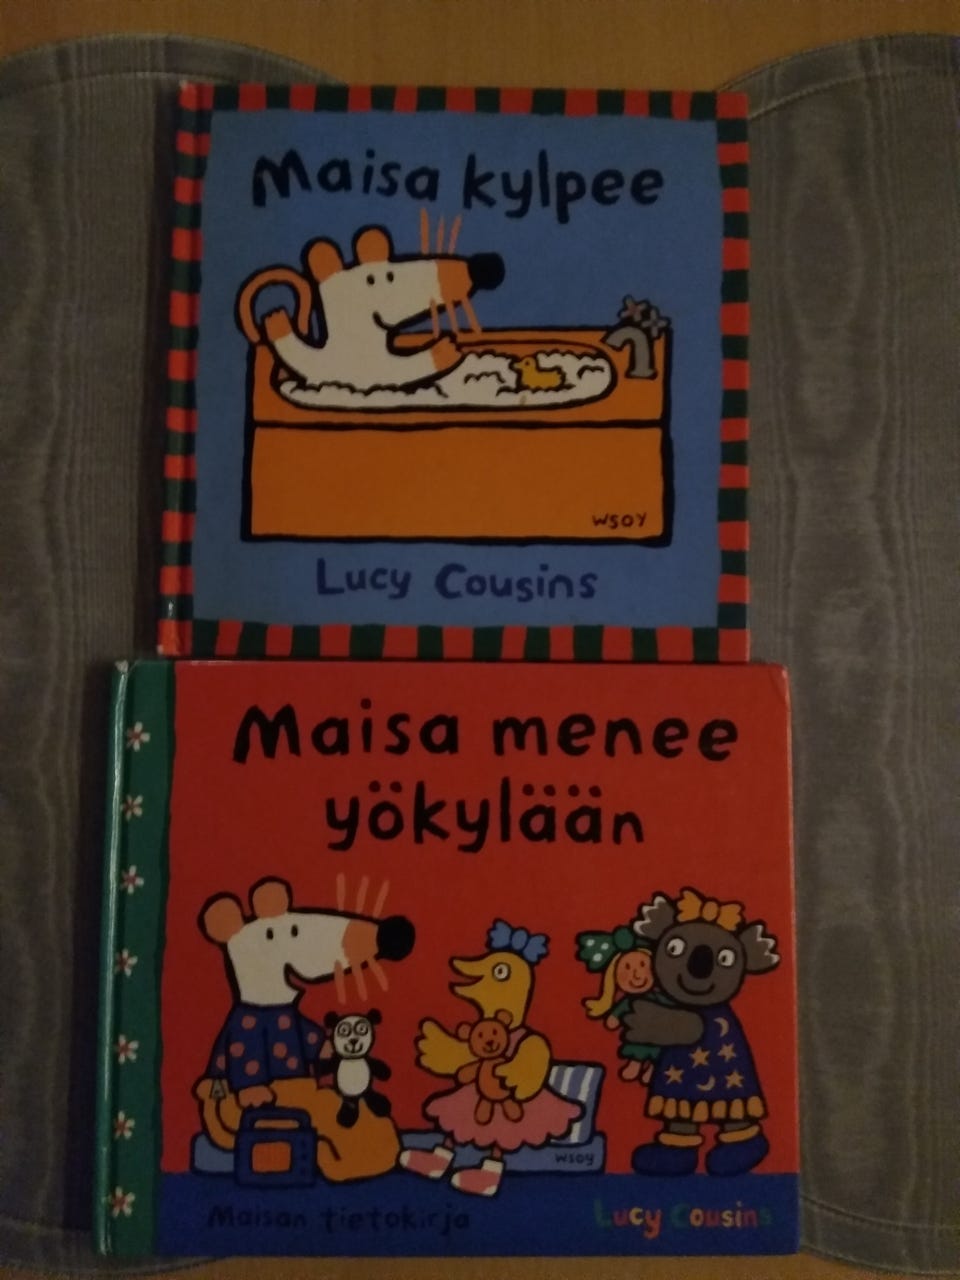 Maisa kylpee
WSOY
Lucy Cousins
Maisa menee
yökylään
WSOY
Maisan tietokirja
Lucy Cousins